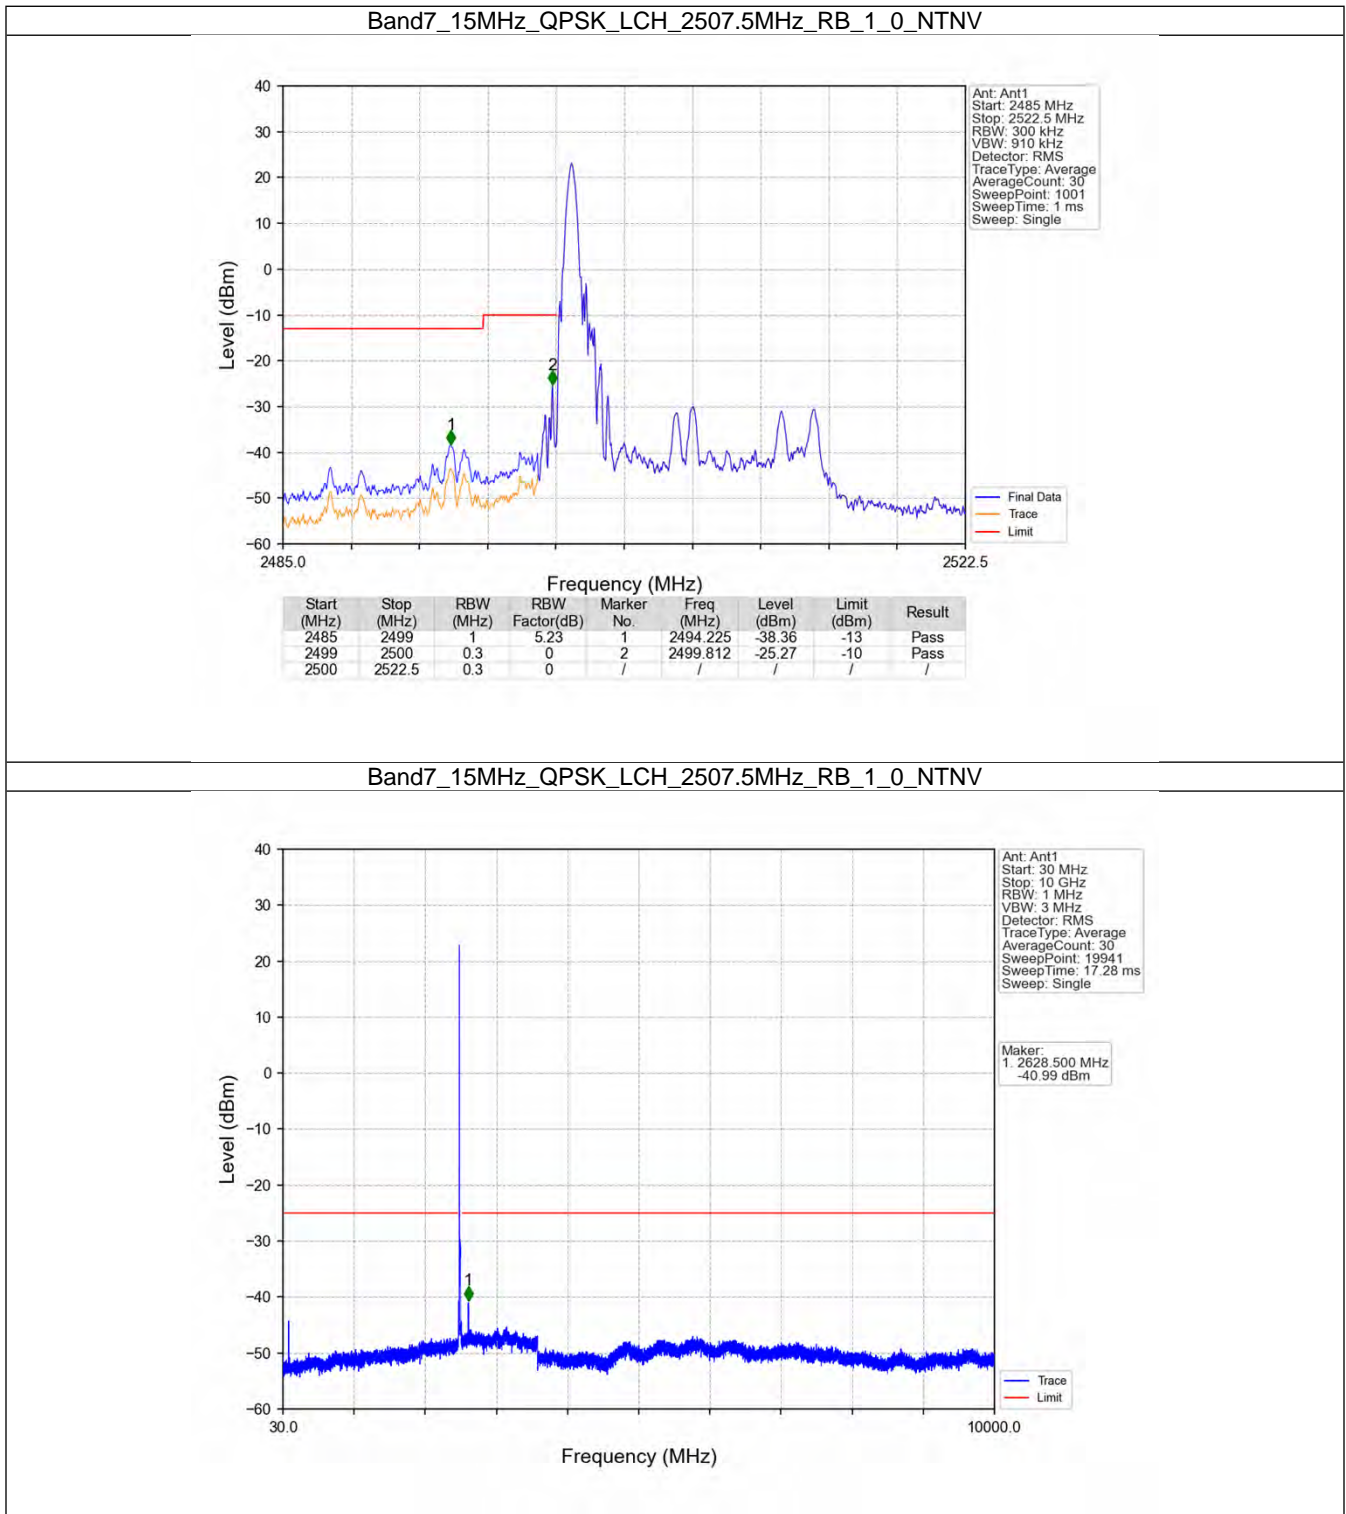 Band7_15MHz_QPSK_LCH_2507.5MHz_RB_1_0_NTNV
40
30
20
10
0
−10
−20
−30
−40
−50
−60
Level (dBm)
1
2
2485.0
2522.5
Frequency (MHz)
Ant: Ant1
Start: 2485 MHz
Stop: 2522.5 MHz
RBW: 300 kHz
VBW: 910 kHz
Detector: RMS
TraceType: Average
AverageCount: 30
SweepPoint: 1001
SweepTime: 1 ms
Sweep: Single
Final Data
Trace
Limit
Start (MHz) Stop (MHz) RBW (MHz) RBW Factor(dB) Marker No. Freq (MHz) Level (dBm) Limit (dBm) Result
2485 2499 1 5.23 1 2494.225 -38.36 -13 Pass
2499 2500 0.3 0 2 2499.812 -25.27 -10 Pass
2500 2522.5 0.3 0 / / / / /
Band7_15MHz_QPSK_LCH_2507.5MHz_RB_1_0_NTNV
40
30
20
10
0
−10
−20
−30
−40
−50
−60
Level (dBm)
1
30.0
10000.0
Frequency (MHz)
Ant: Ant1
Start: 30 MHz
Stop: 10 GHz
RBW: 1 MHz
VBW: 3 MHz
Detector: RMS
TraceType: Average
AverageCount: 30
SweepPoint: 19941
SweepTime: 17.28 ms
Sweep: Single
Maker:
1. 2628.500 MHz
-40.99 dBm
Trace
Limit